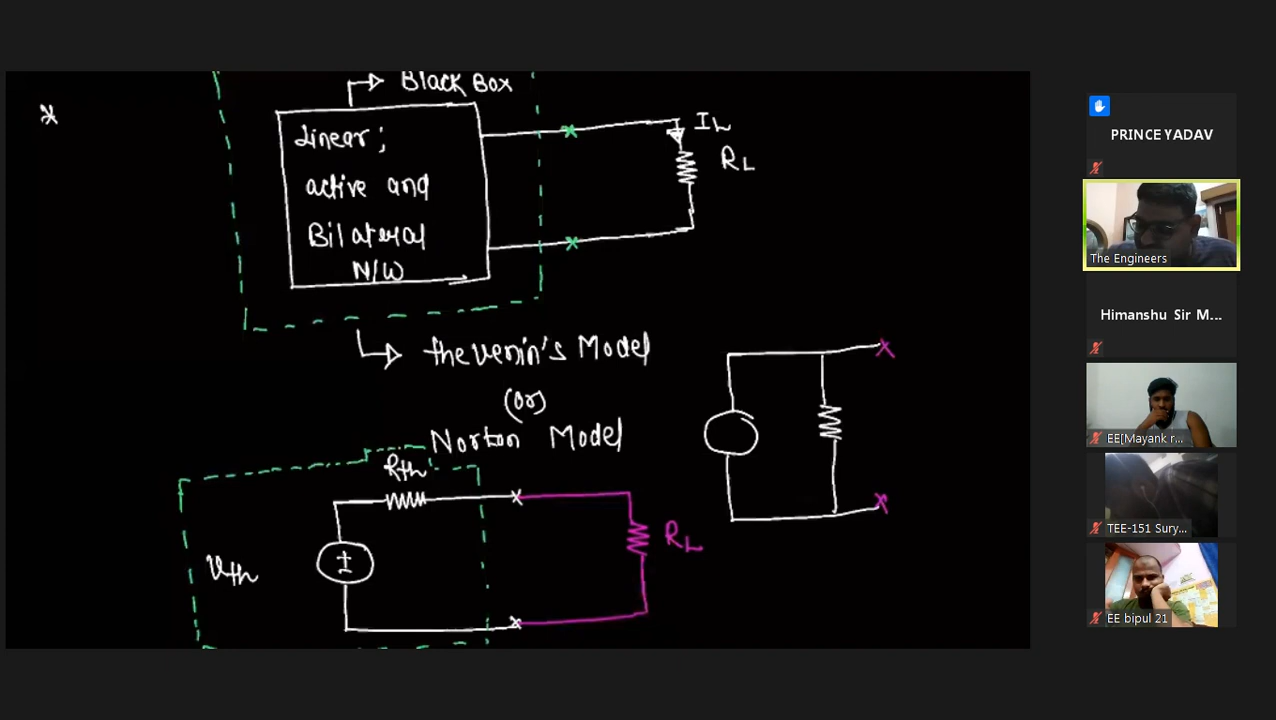 Black Box
*
Linear;
active and
Bilateral
N/W
IL
RL
thevenin's Model
(or)
Norton Model
Rth
Vth
±
RL
PRINCE YADAV
The Engineers
Himanshu Sir M...
EE[Mayank r...
TEE-151 Sury...
EE bipul 21